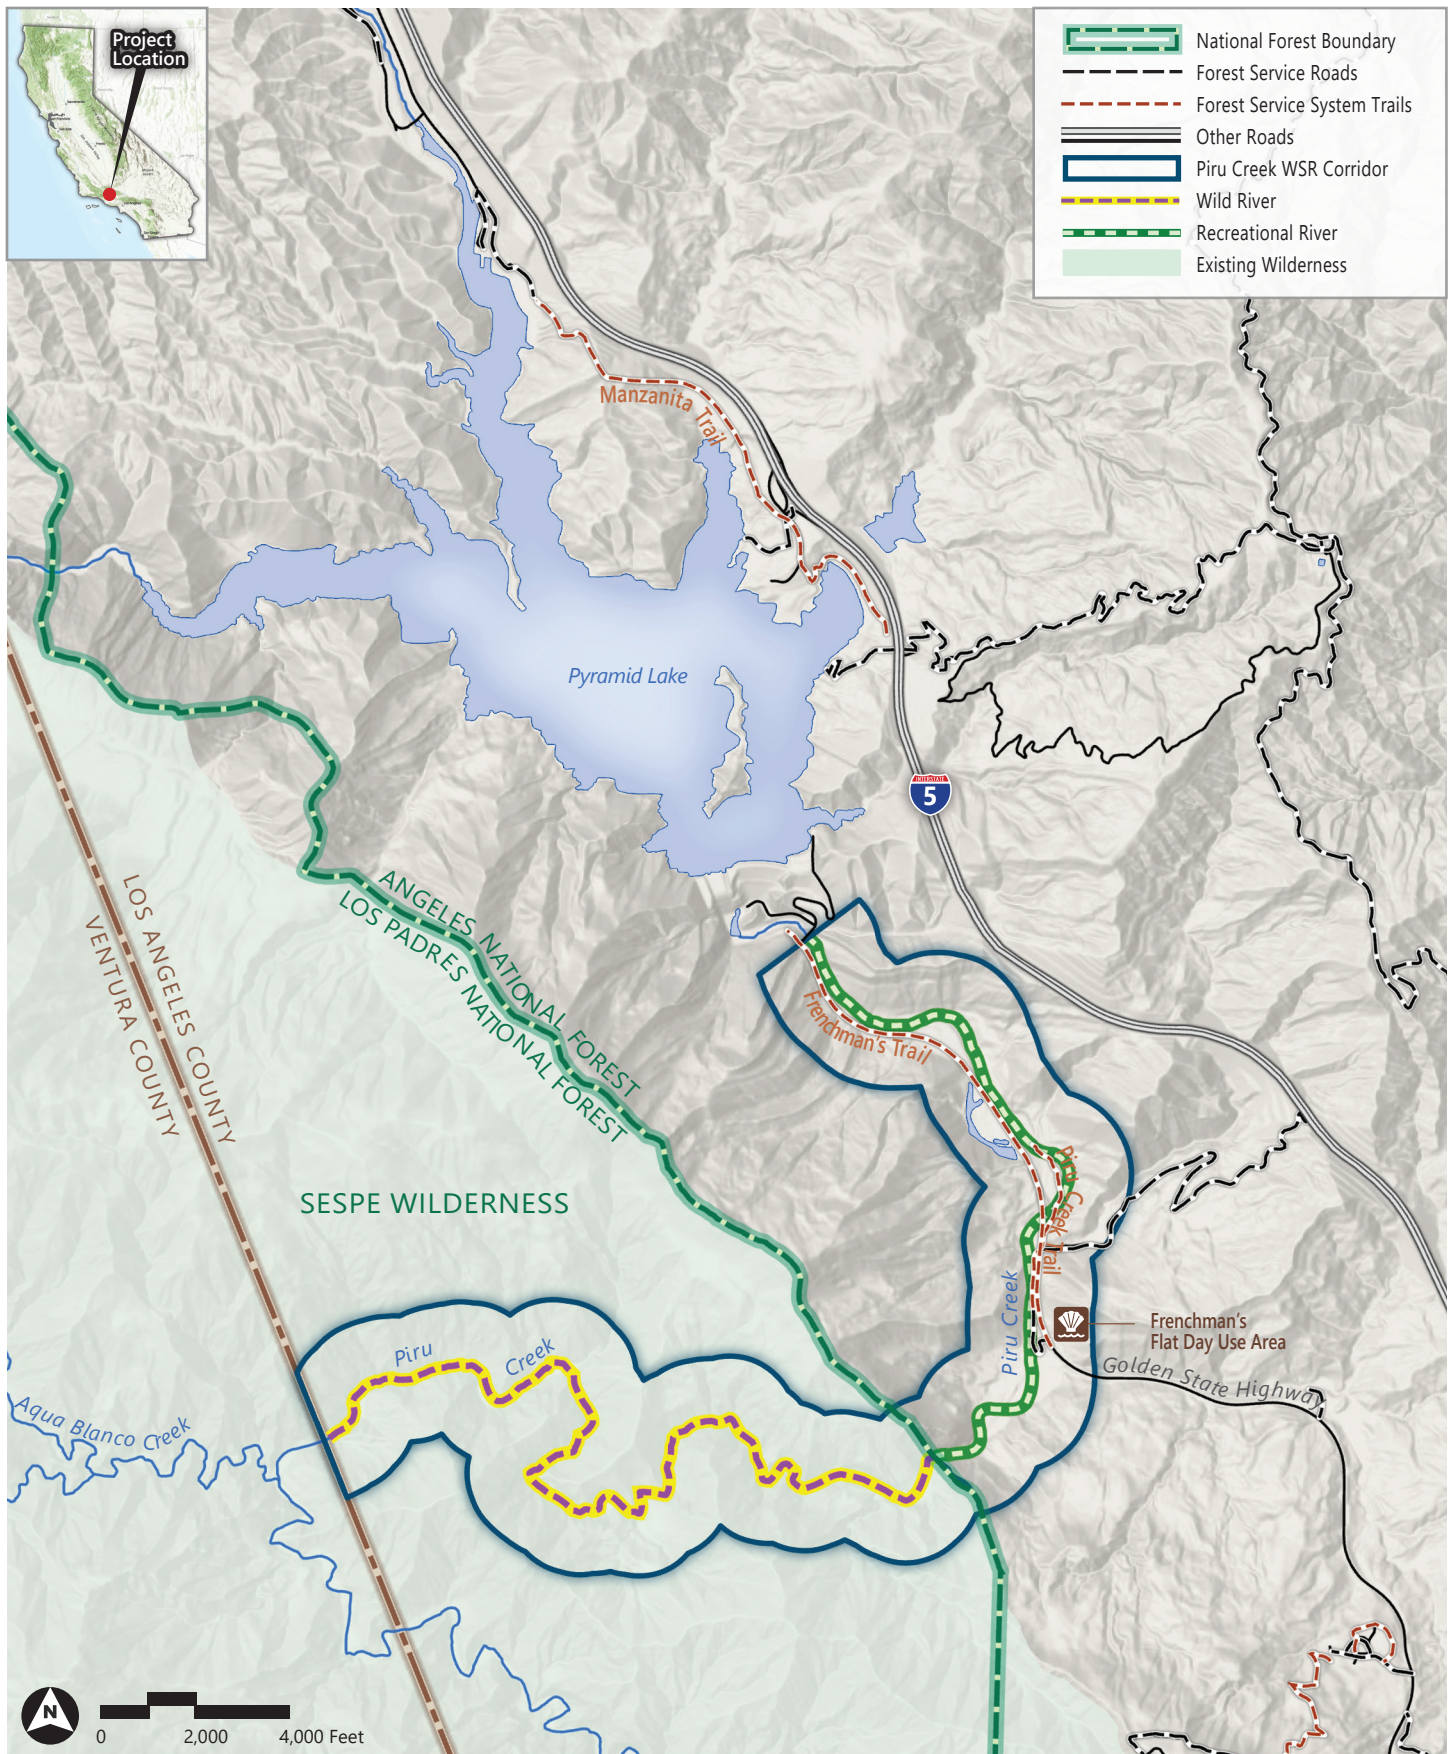 Project
Location
National Forest Boundary
Forest Service Roads
Forest Service System Trails
Other Roads
Piru Creek WSR Corridor
Wild River
Recreational River
Existing Wilderness
Manzanita Trail
Pyramid Lake
INTERSTATE
5
LOS ANGELES COUNTY
VENTURA COUNTY
ANGELES NATIONAL FOREST
LOS PADRES NATIONAL FOREST
Frenchman's Trail
Piru Creek Trail
SESPE WILDERNESS
Piru Creek
Frenchman's
Flat Day Use Area
Golden State Highway
Piru Creek
Aqua Blanco Creek
N
0 2,000 4,000 Feet